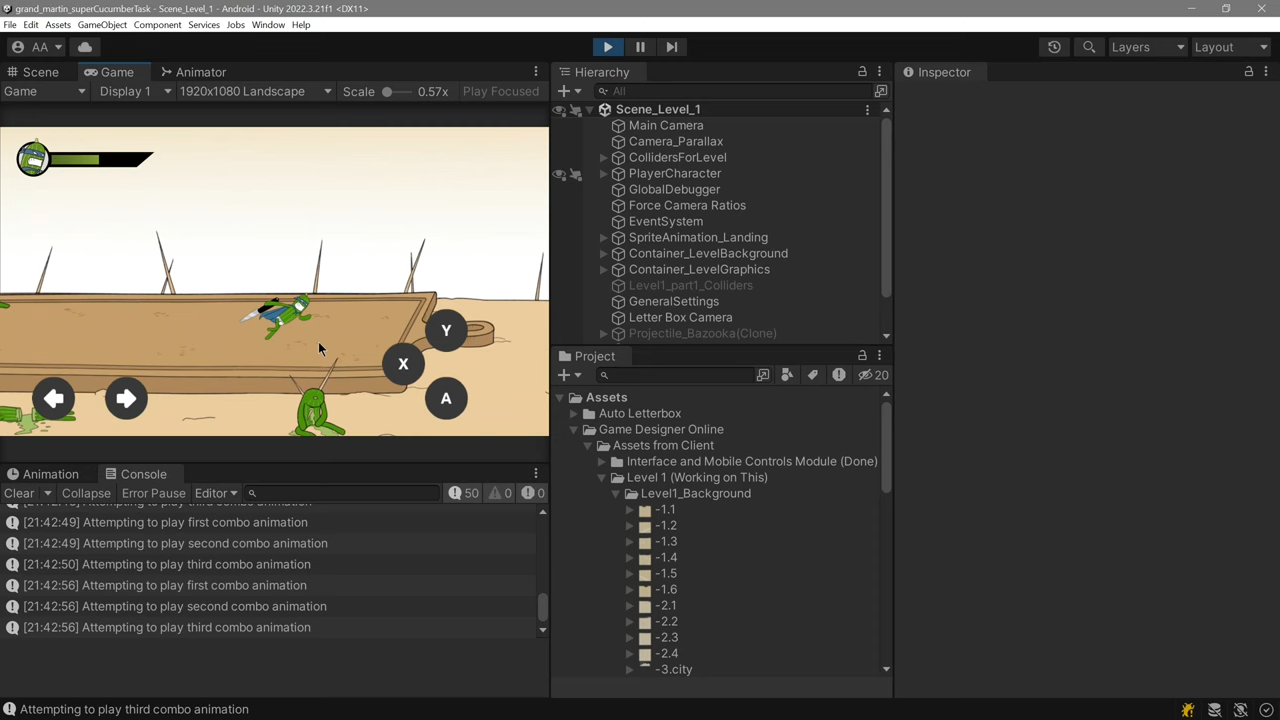 grand_martin_superCucumberTask - Scene_Level_1 - Android - Unity 2022.3.21f1 <DX11>
File Edit Assets GameObject Component Services Jobs Window Help
AA Layers Layout
Scene Game Animator
Game Display 1 1920x1080 Landscape Scale 0.57x Play Focused
Y
X
A
Animation Console
Clear Collapse Error Pause Editor 50 0 0
[21:42:49] Attempting to play first combo animation
[21:42:49] Attempting to play second combo animation
[21:42:50] Attempting to play third combo animation
[21:42:56] Attempting to play first combo animation
[21:42:56] Attempting to play second combo animation
[21:42:56] Attempting to play third combo animation
Hierarchy
All
Scene_Level_1
Main Camera
Camera_Parallax
CollidersForLevel
PlayerCharacter
GlobalDebugger
Force Camera Ratios
EventSystem
SpriteAnimation_Landing
Container_LevelBackground
Container_LevelGraphics
Level1_part1_Colliders
GeneralSettings
Letter Box Camera
Projectile_Bazooka(Clone)
Project
20
Assets
Auto Letterbox
Game Designer Online
Assets from Client
Interface and Mobile Controls Module (Done)
Level 1 (Working on This)
Level1_Background
-1.1
-1.2
-1.3
-1.4
-1.5
-1.6
-2.1
-2.2
-2.3
-2.4
-3.city
Inspector
Attempting to play third combo animation